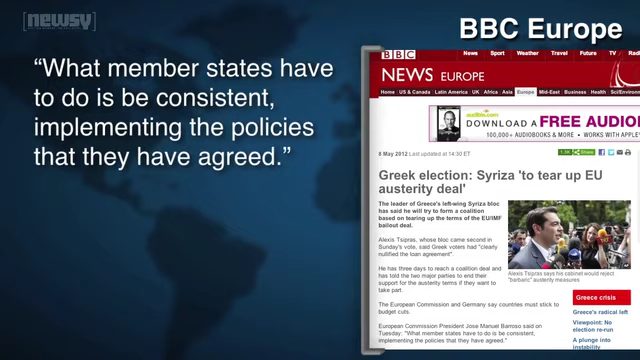 [newsy]
BBC Europe
“What member states have
to do is be consistent,
implementing the policies
that they have agreed.”
BBC
News Sport Weather Travel Future TV Radio
NEWS EUROPE
Home US & Canada Latin America UK Africa Asia Europe Mid-East Business Health Sci/Environm
audible.com
DOWNLOAD A FREE AUDIO
100,000+ AUDIOBOOKS & MORE • WORKS WITH APPLE
8 May 2012 Last updated at 14:30 ET
Share
Greek election: Syriza 'to tear up EU
austerity deal'
The leader of Greece's left-wing Syriza bloc
has said he will try to form a coalition
based on tearing up the terms of the EU/IMF
bailout deal.
Alexis Tsipras, whose bloc came second in
Sunday's vote, said Greek voters had "clearly
nullified the loan agreement".
He has three days to reach a coalition deal and
has told the two major parties to end their
support for the austerity terms if they want to
take part.
The European Commission and Germany say countries must stick to
budget cuts.
European Commission President Jose Manuel Barroso said on
Tuesday: "What member states have to do is be consistent,
implementing the policies that they have agreed."
Alexis Tsipras says his cabinet would reject
"barbaric" austerity measures.
Greece crisis
Greece's radical left
Viewpoint: No
election re-run
A plunge into
instability